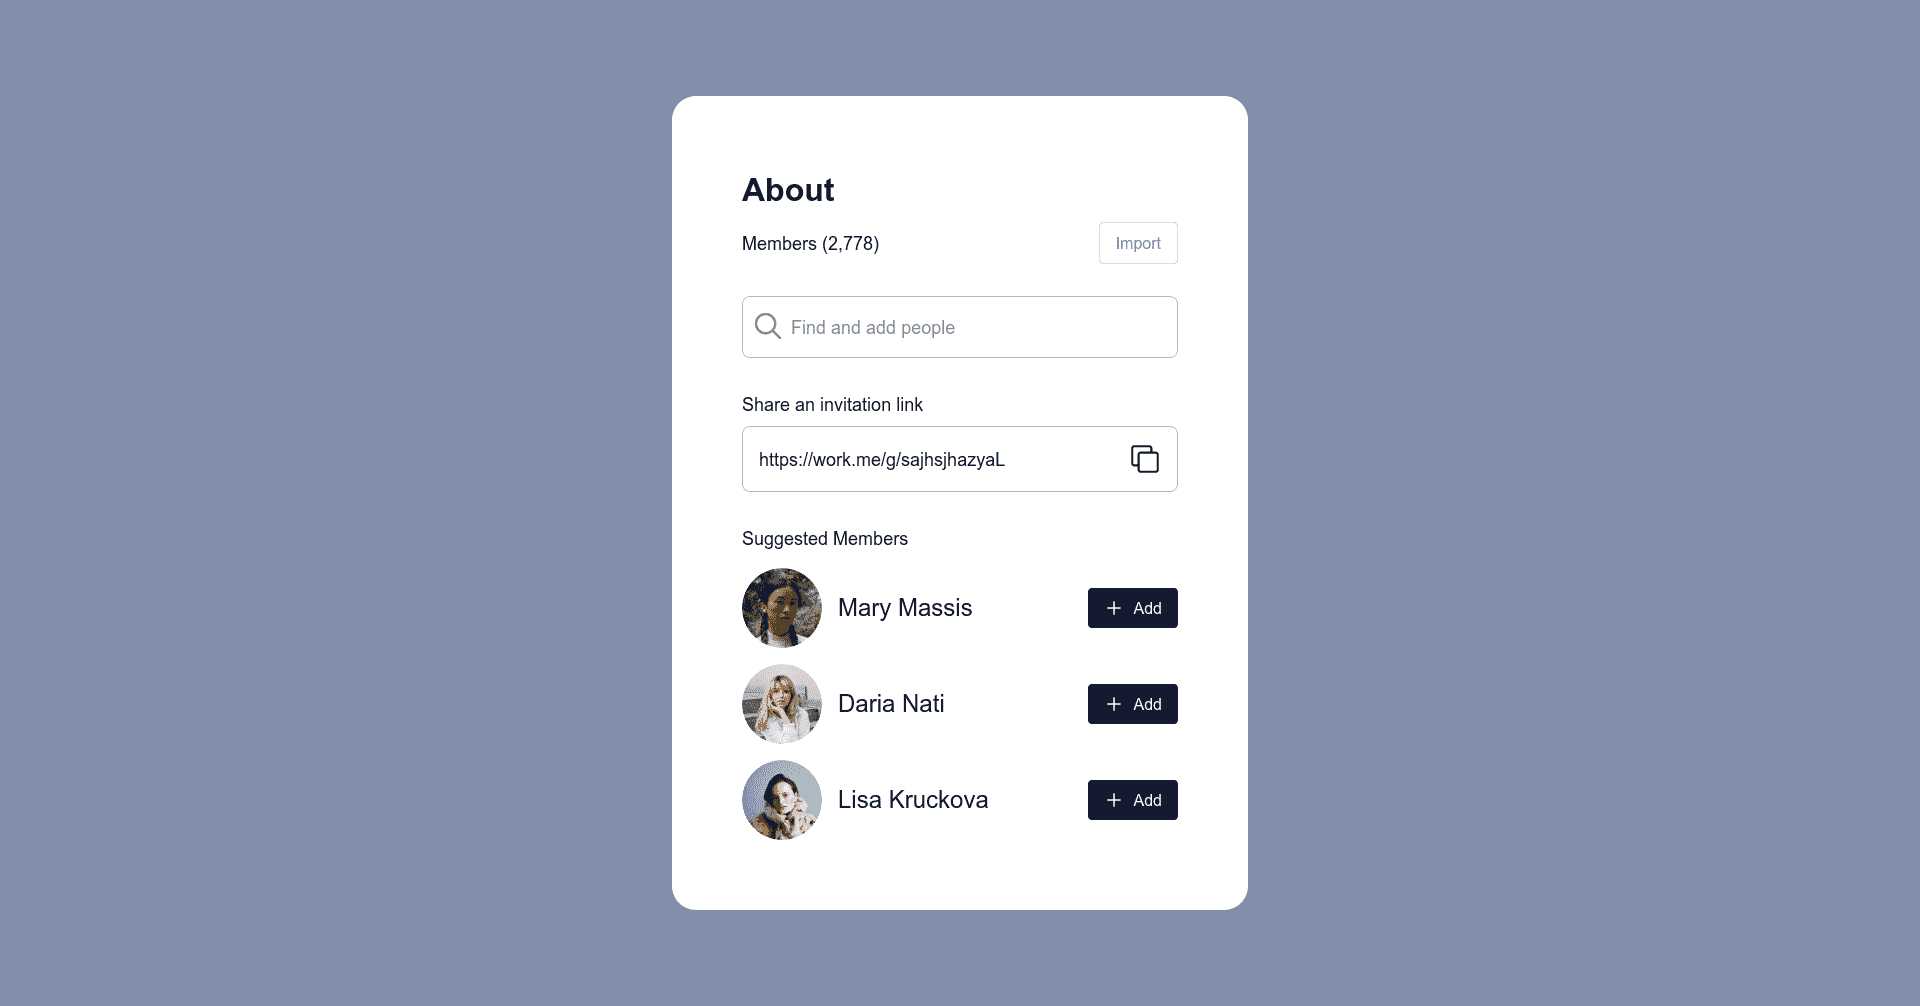 About
Members (2,778)
Import
Find and add people
Share an invitation link
https://work.me/g/sajhsjhazyaL
Suggested Members
Mary Massis
Add
Daria Nati
Add
Lisa Kruckova
Add